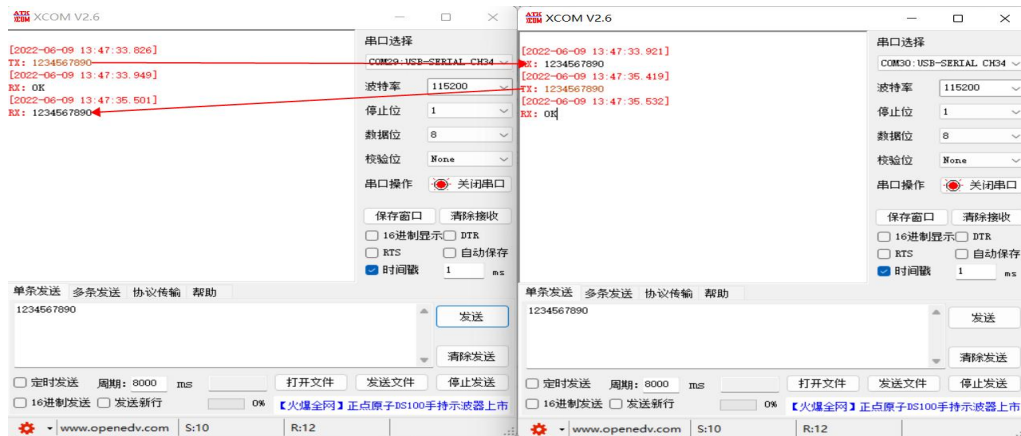 XCOM V2.6
[2022-06-09 13:47:33.826]
TX: 1234567890
[2022-06-09 13:47:33.949]
RX: OK
[2022-06-09 13:47:35.501]
RX: 1234567890
串口选择
COM29:USB-SERIAL CH34
波特率 115200
停止位 1
数据位 8
校验位 None
串口操作 关闭串口
保存窗口 清除接收
16进制显示 DTR
RTS 自动保存
时间戳 1 ms
单条发送 多条发送 协议传输 帮助
1234567890
发送
清除发送
定时发送 周期: 8000 ms 打开文件 发送文件 停止发送
16进制发送 发送新行 0% 【火爆全网】正点原子DS100手持示波器上市
www.openedv.com S:10 R:12
XCOM V2.6
[2022-06-09 13:47:33.921]
RX: 1234567890
[2022-06-09 13:47:35.419]
TX: 1234567890
[2022-06-09 13:47:35.532]
RX: OK
串口选择
COM30:USB-SERIAL CH34
波特率 115200
停止位 1
数据位 8
校验位 None
串口操作 关闭串口
保存窗口 清除接收
16进制显示 DTR
RTS 自动保存
时间戳 1 ms
单条发送 多条发送 协议传输 帮助
1234567890
发送
清除发送
定时发送 周期: 8000 ms 打开文件 发送文件 停止发送
16进制发送 发送新行 0% 【火爆全网】正点原子DS100手持示波器上市
www.openedv.com S:10 R:12